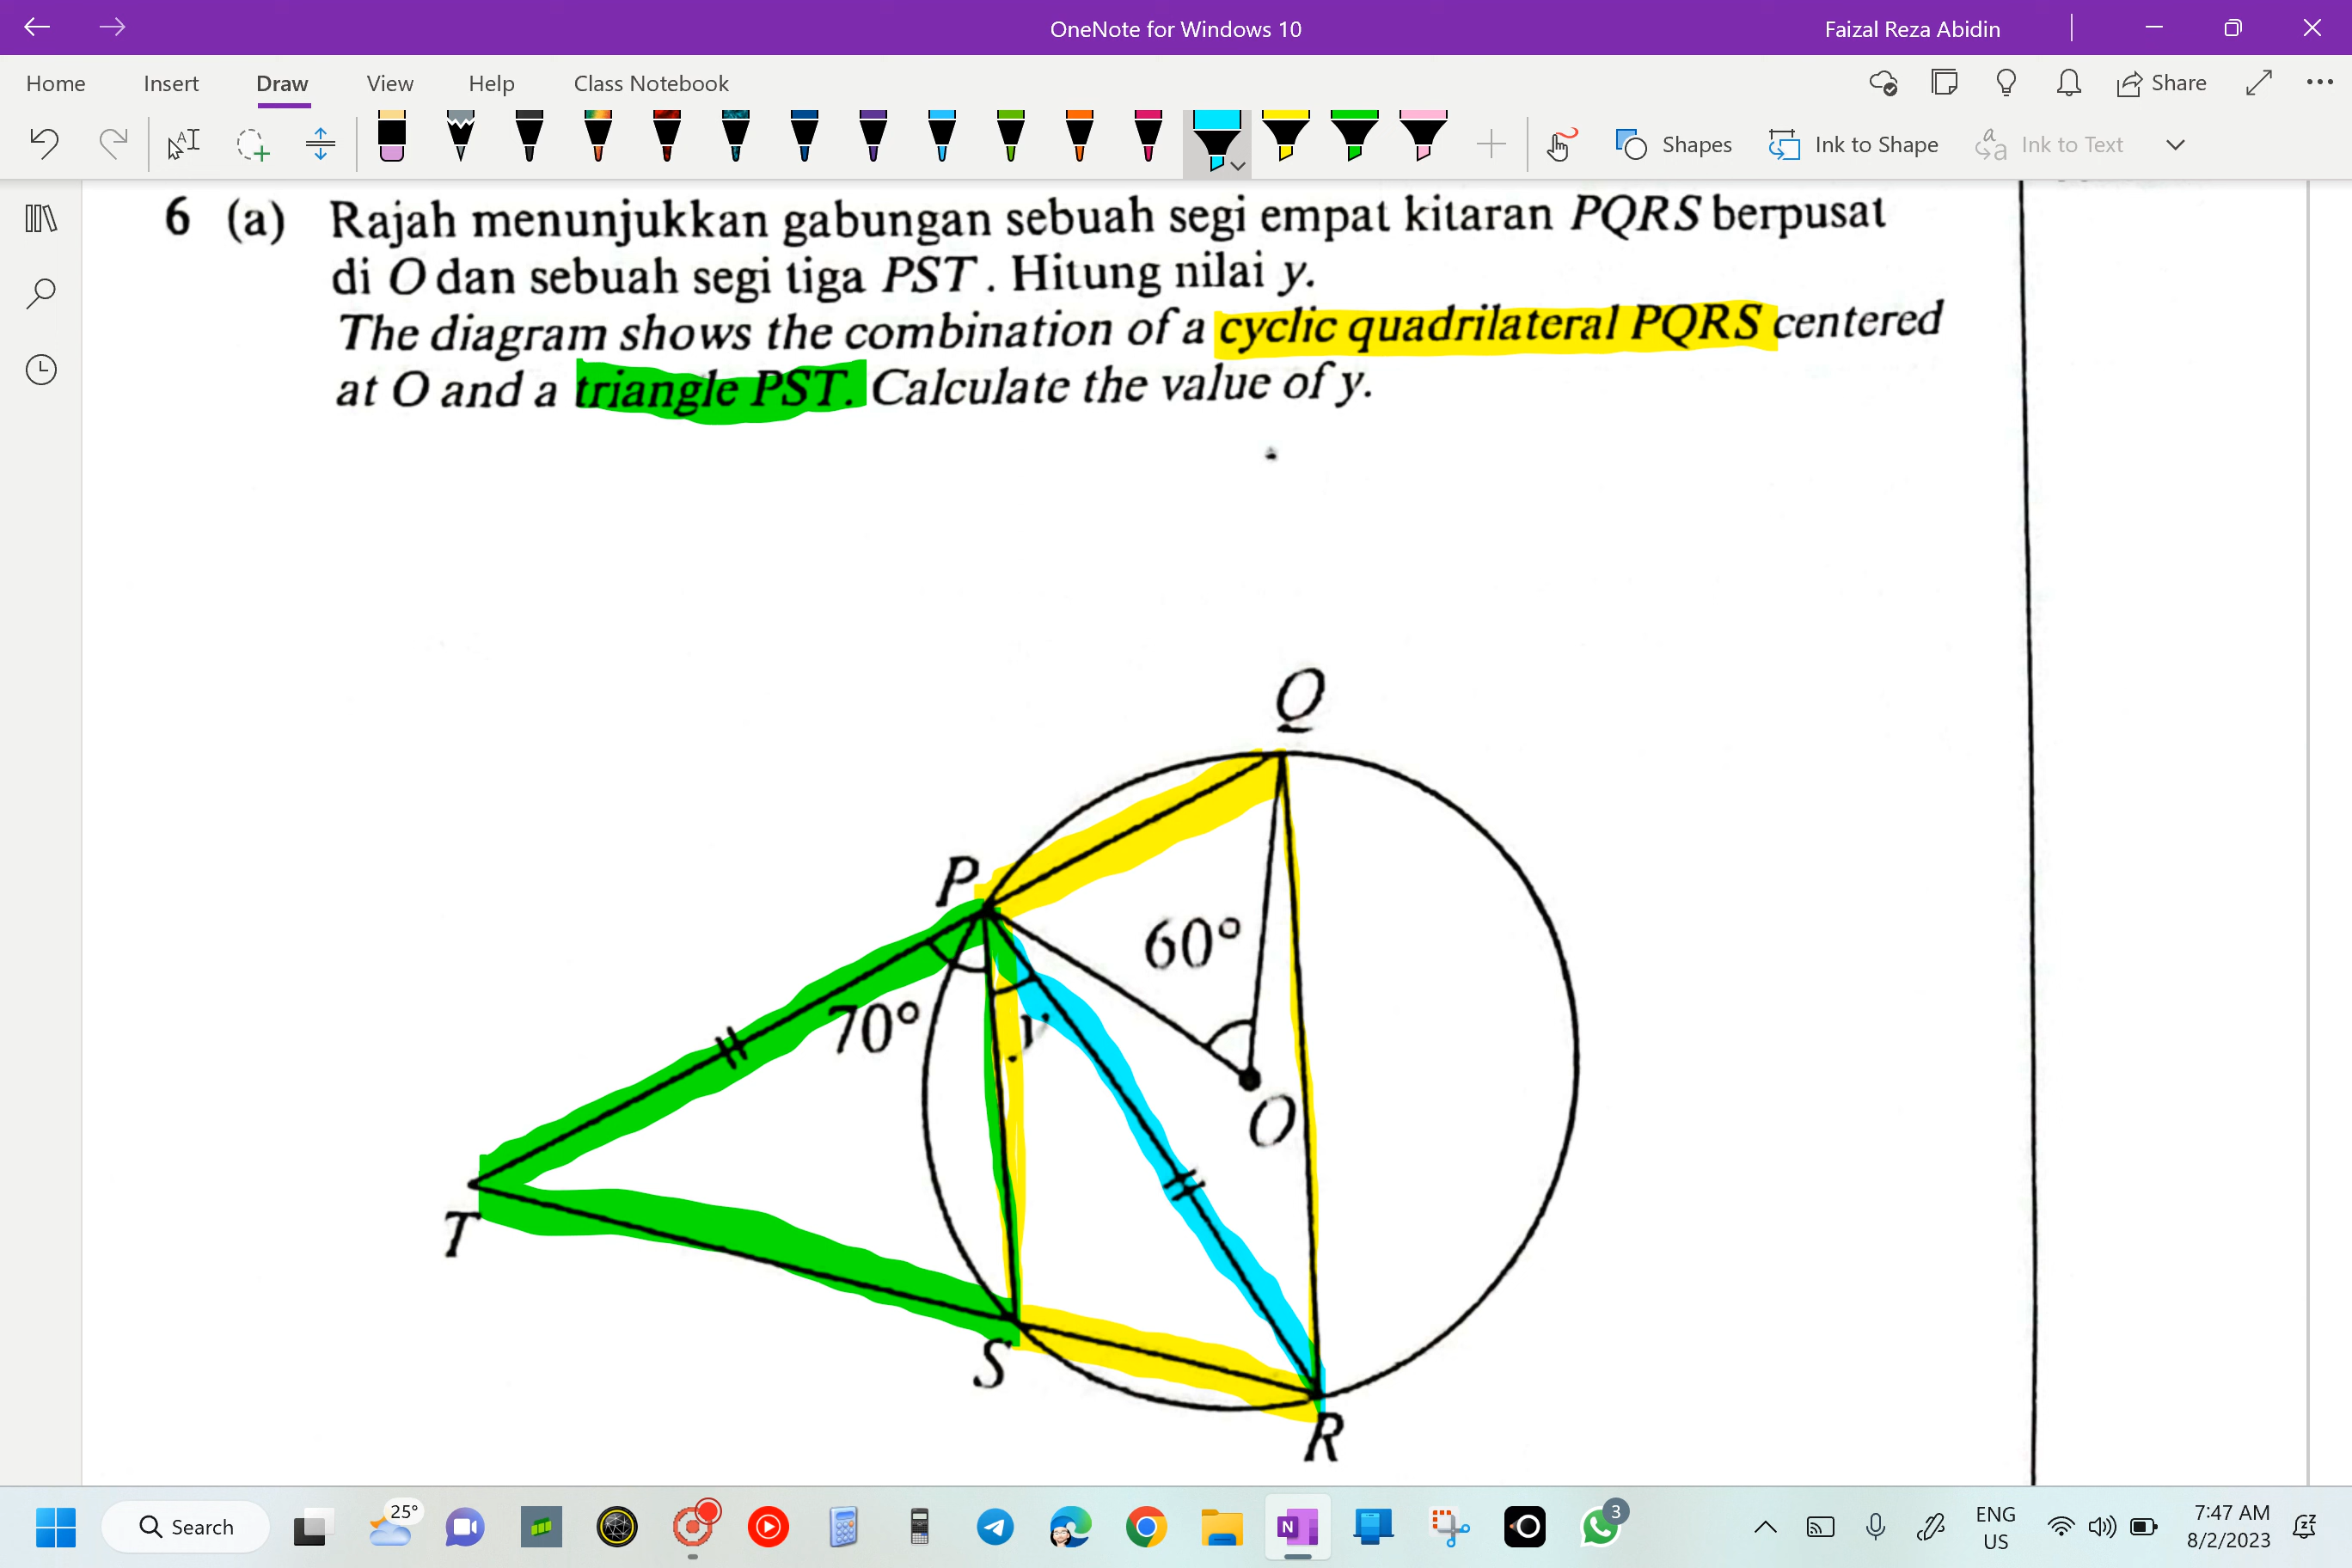 OneNote for Windows 10
Faizal Reza Abidin
Home Insert Draw View Help Class Notebook
Share
Shapes Ink to Shape Ink to Text
6 (a) Rajah menunjukkan gabungan sebuah segi empat kitaran PQRS berpusat
di O dan sebuah segi tiga PST. Hitung nilai y.
The diagram shows the combination of a cyclic quadrilateral PQRS centered
at O and a triangle PST. Calculate the value of y.
Q
P
60°
70°
y
O
T
S
R
Search
25°
3
ENG
US
7:47 AM
8/2/2023